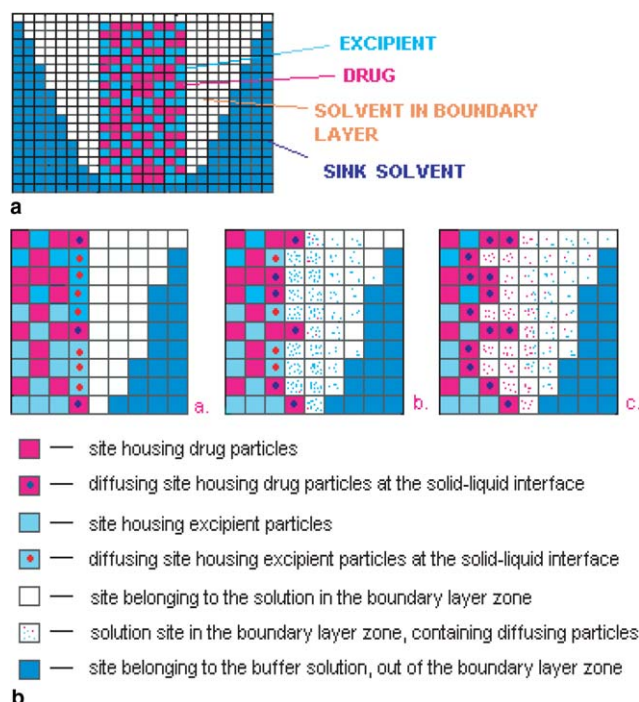 EXCIPIENT
DRUG
SOLVENT IN BOUNDARY
LAYER
SINK SOLVENT
a
a.
b.
c.
— site housing drug particles
— diffusing site housing drug particles at the solid-liquid interface
— site housing excipient particles
— diffusing site housing excipient particles at the solid-liquid interface
— site belonging to the solution in the boundary layer zone
— solution site in the boundary layer zone, containing diffusing particles
— site belonging to the buffer solution, out of the boundary layer zone
b